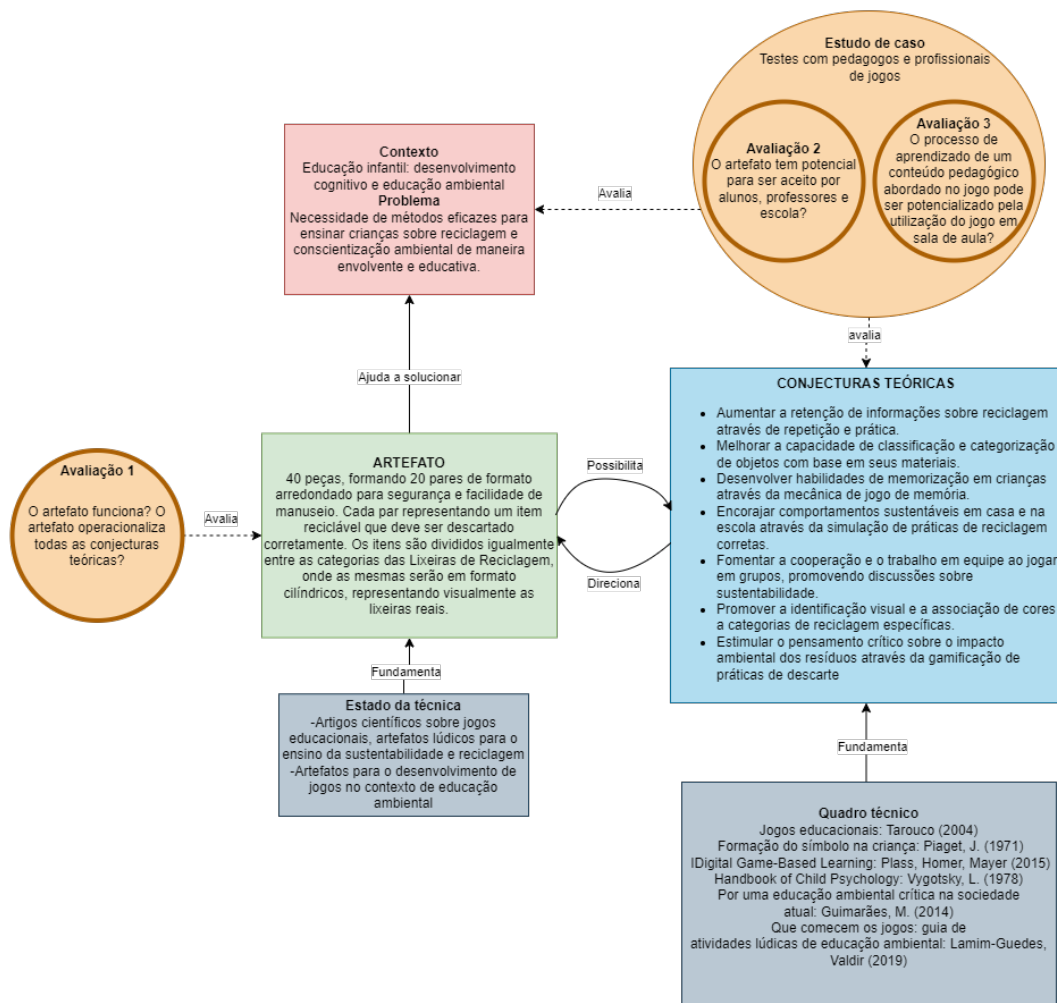 Estudo de caso
Testes com pedagogos e profissionais
de jogos
Avaliação 2
O artefato tem potencial
para ser aceito por
alunos, professores e
escola?
Avaliação 3
O processo de
aprendizado de um
conteúdo pedagógico
abordado no jogo pode
ser potencializado pela
utilização do jogo em
sala de aula?
Contexto
Educação infantil: desenvolvimento
cognitivo e educação ambiental
Problema
Necessidade de métodos eficazes para
ensinar crianças sobre reciclagem e
conscientização ambiental de maneira
envolvente e educativa.
Avalia
avalia
Ajuda a solucionar
CONJECTURAS TEÓRICAS
• Aumentar a retenção de informações sobre reciclagem
através de repetição e prática.
• Melhorar a capacidade de classificação e categorização
de objetos com base em seus materiais.
• Desenvolver habilidades de memorização em crianças
através da mecânica de jogo de memória.
• Encorajar comportamentos sustentáveis em casa e na
escola através da simulação de práticas de reciclagem
corretas.
• Fomentar a cooperação e o trabalho em equipe ao jogar
em grupos, promovendo discussões sobre
sustentabilidade.
• Promover a identificação visual e a associação de cores
a categorias de reciclagem específicas.
• Estimular o pensamento crítico sobre o impacto
ambiental dos resíduos através da gamificação de
práticas de descarte
Avaliação 1
O artefato funciona? O
artefato operacionaliza
todas as conjecturas
teóricas?
Avalia
ARTEFATO
40 peças, formando 20 pares de formato
arredondado para segurança e facilidade de
manuseio. Cada par representando um item
reciclável que deve ser descartado
corretamente. Os itens são divididos igualmente
entre as categorias das Lixeiras de Reciclagem,
onde as mesmas serão em formato
cilíndricos, representando visualmente as
lixeiras reais.
Possibilita
Direciona
Fundamenta
Estado da técnica
-Artigos científicos sobre jogos
educacionais, artefatos lúdicos para o
ensino da sustentabilidade e reciclagem
-Artefatos para o desenvolvimento de
jogos no contexto de educação
ambiental
Fundamenta
Quadro técnico
Jogos educacionais: Tarouco (2004)
Formação do símbolo na criança: Piaget, J. (1971)
IDigital Game-Based Learning: Plass, Homer, Mayer (2015)
Handbook of Child Psychology: Vygotsky, L. (1978)
Por uma educação ambiental crítica na sociedade
atual: Guimarães, M. (2014)
Que comecem os jogos: guia de
atividades lúdicas de educação ambiental: Lamim-Guedes,
Valdir (2019)